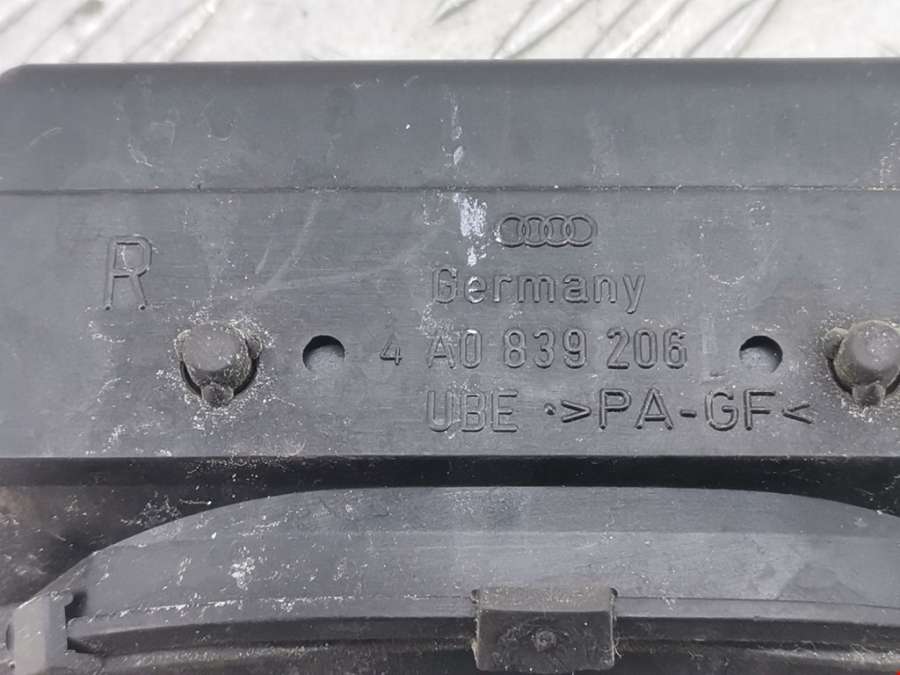 R
Germany
4 A0 839 206
UBE >PA-GF<